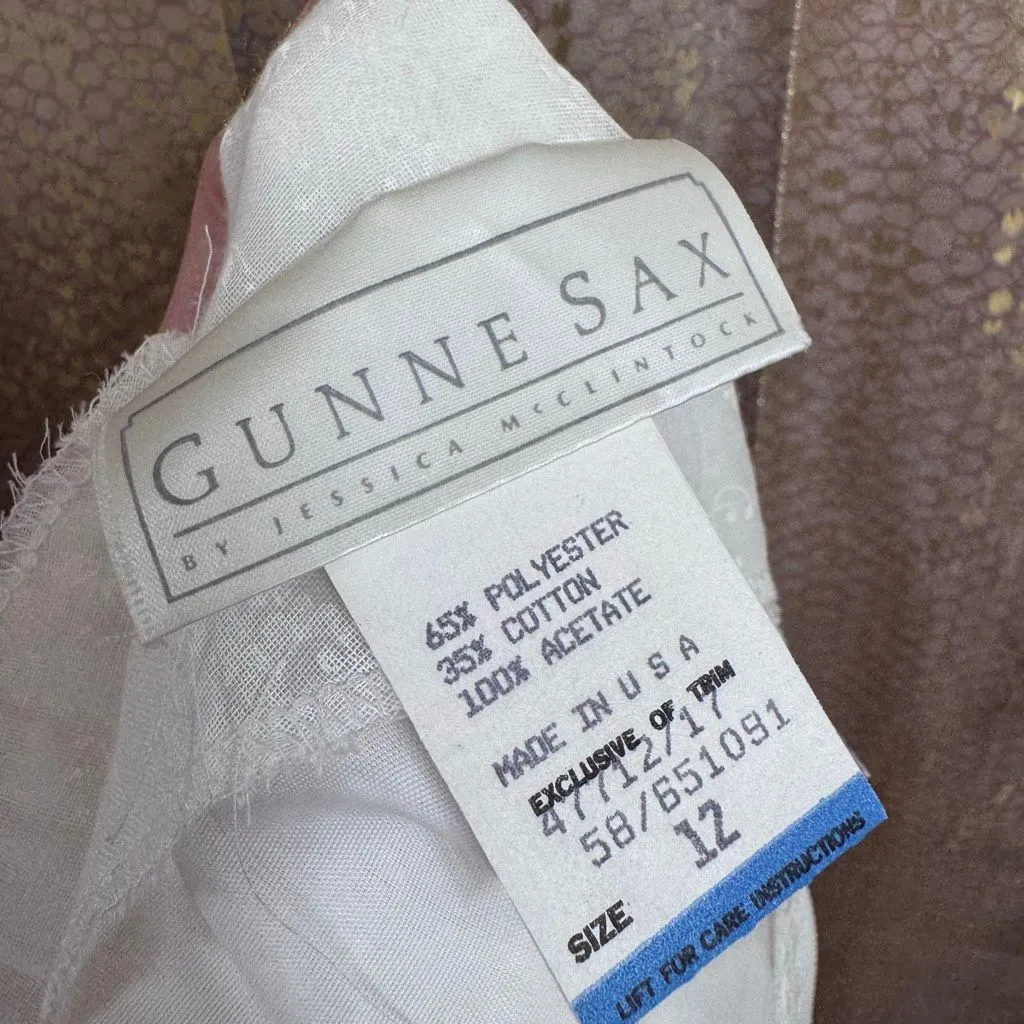 GUNNE SAX
BY JESSICA McCLINTOCK
65% POLYESTER
35% COTTON
100% ACETATE
MADE IN U S A
EXCLUSIVE OF TRIM
47712/17
58/651091
12
SIZE
LIFT FOR CARE INSTRUCTIONS